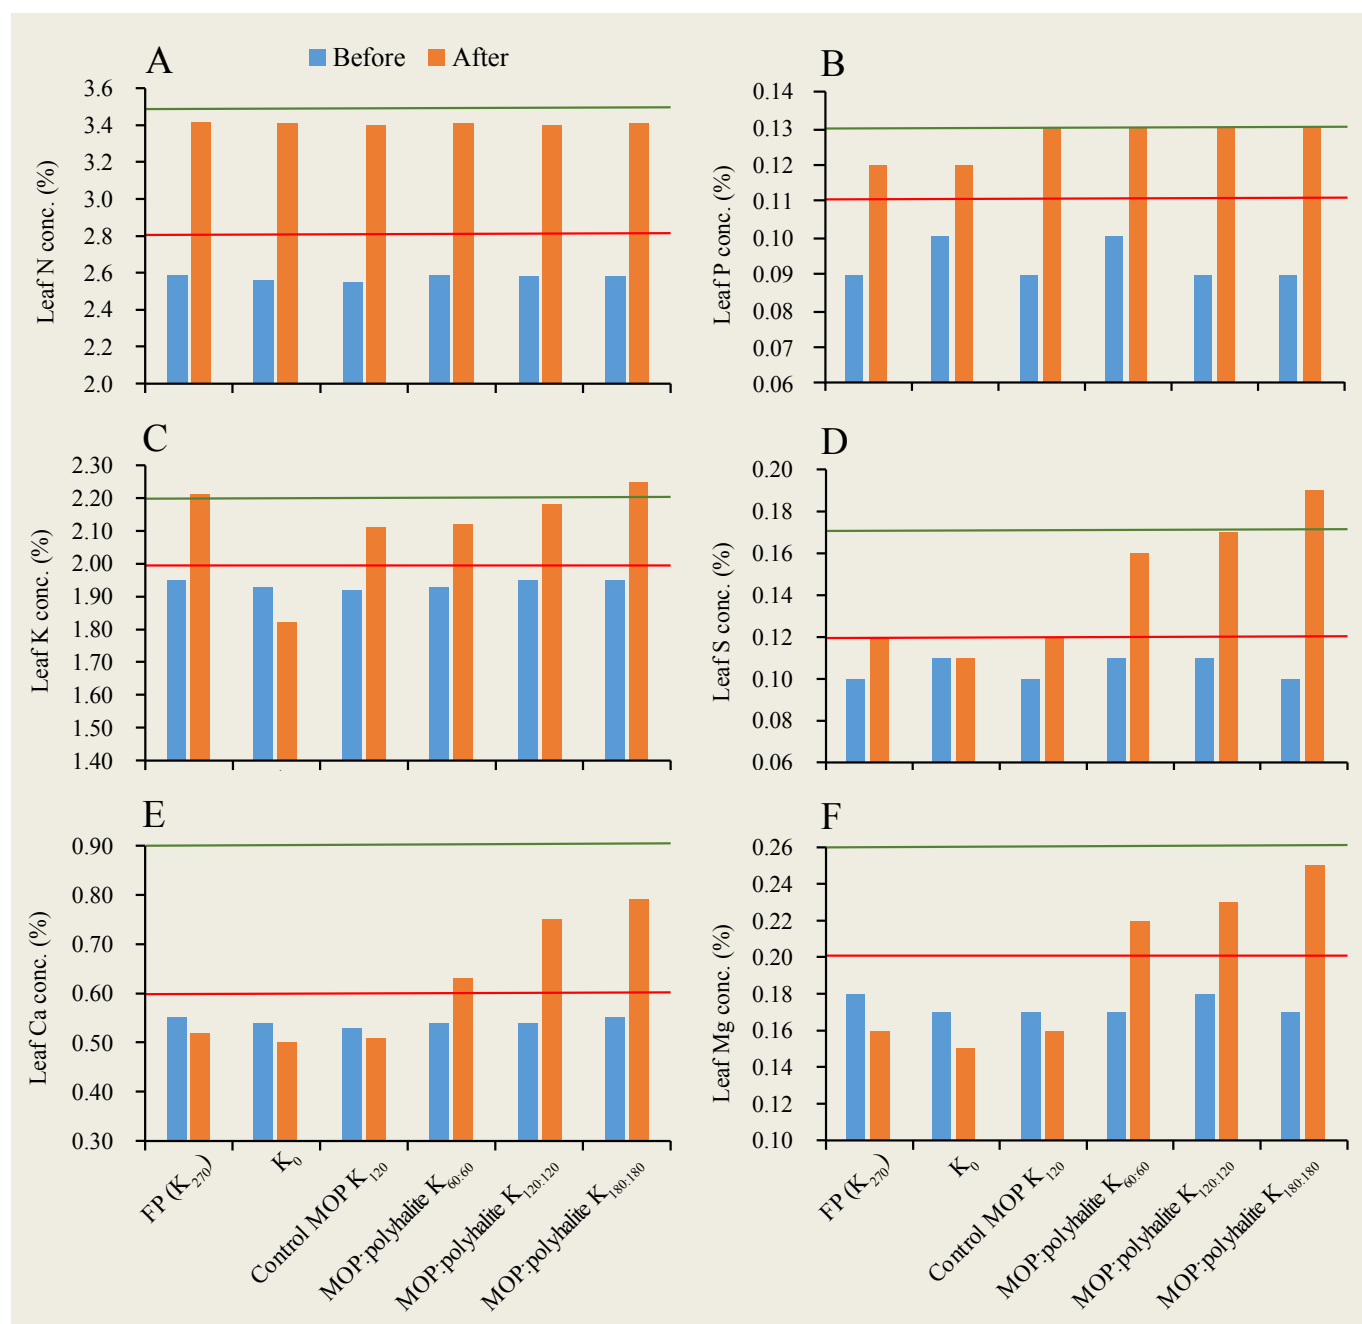 A
Before After
Leaf N conc. (%)
3.6
3.4
3.2
3.0
2.8
2.6
2.4
2.2
2.0
B
Leaf P conc. (%)
0.14
0.13
0.12
0.11
0.10
0.09
0.08
0.07
0.06
C
Leaf K conc. (%)
2.30
2.20
2.10
2.00
1.90
1.80
1.70
1.60
1.50
1.40
D
Leaf S conc. (%)
0.20
0.18
0.16
0.14
0.12
0.10
0.08
0.06
E
Leaf Ca conc. (%)
0.90
0.80
0.70
0.60
0.50
0.40
0.30
FP (K270)
K0
Control MOP K120
MOP:polyhalite K60:60
MOP:polyhalite K120:120
MOP:polyhalite K180:180
F
Leaf Mg conc. (%)
0.26
0.24
0.22
0.20
0.18
0.16
0.14
0.12
0.10
FP (K270)
K0
Control MOP K120
MOP:polyhalite K60:60
MOP:polyhalite K120:120
MOP:polyhalite K180:180